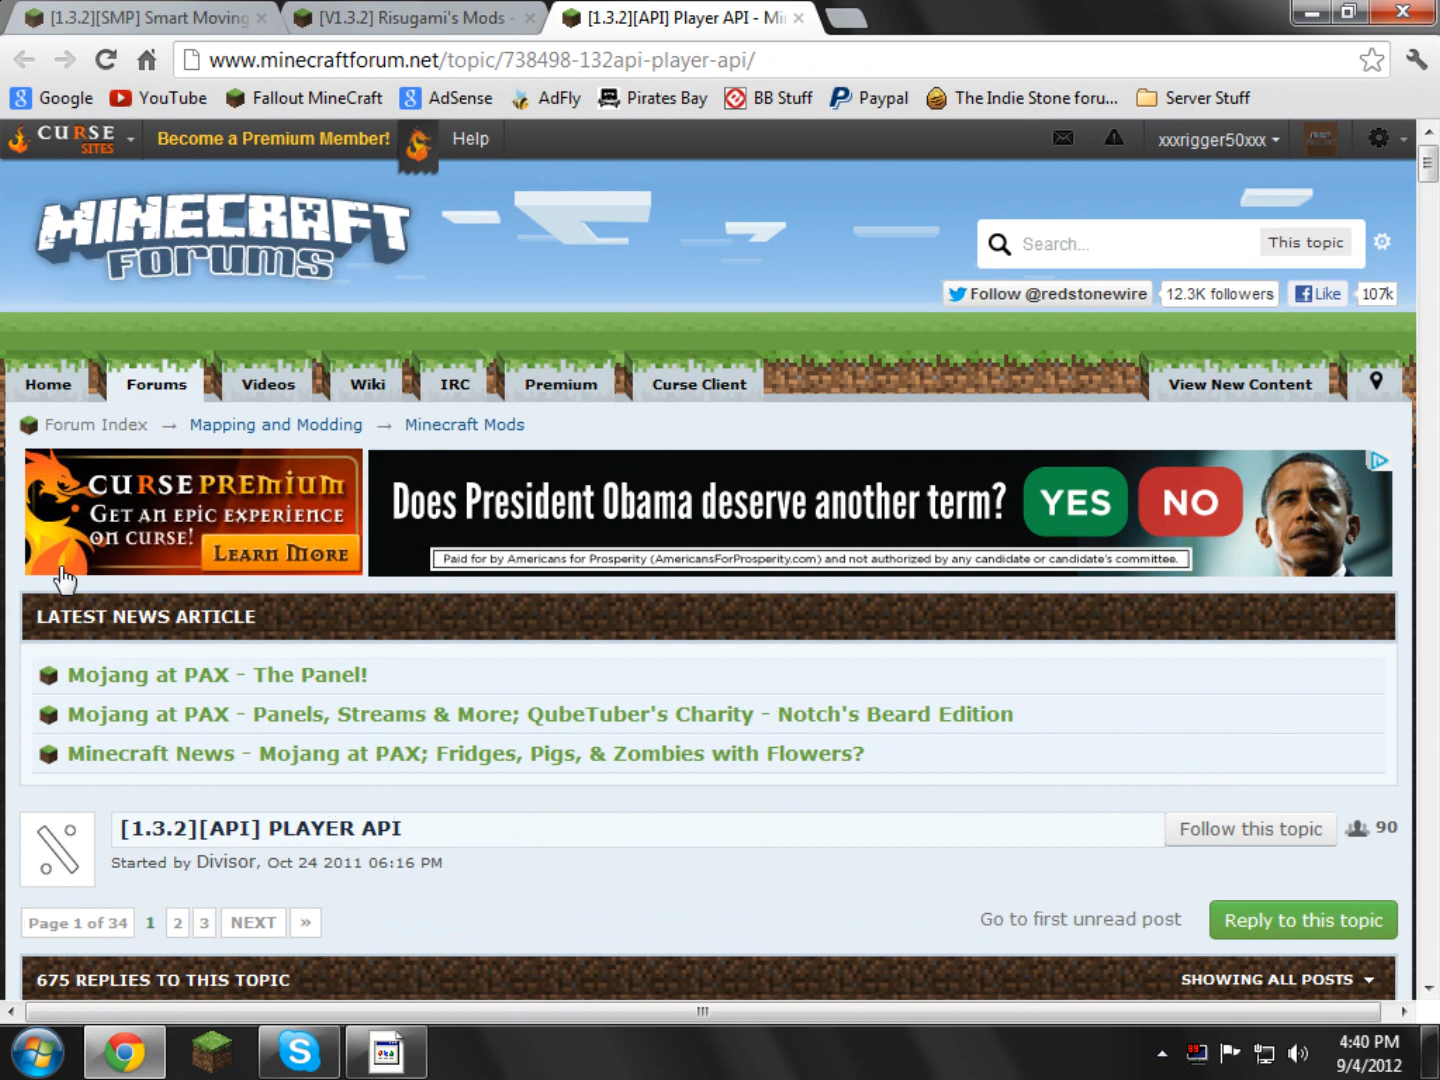 [1.3.2][SMP] Smart Moving
[V1.3.2] Risugami's Mods -
[1.3.2][API] Player API - Mi
www.minecraftforum.net/topic/738498-132api-player-api/
Google YouTube Fallout MineCraft AdSense AdFly Pirates Bay BB Stuff Paypal The Indie Stone foru... Server Stuff
CURSE SITES Become a Premium Member! Help xxxrigger50xxx
MINECRAFT
FORUMS
Search... This topic
Follow @redstonewire 12.3K followers Like 107k
Home Forums Videos Wiki IRC Premium Curse Client View New Content
Forum Index → Mapping and Modding → Minecraft Mods
CURSE PREMIUM
GET AN EPIC EXPERIENCE
ON CURSE!
LEARN MORE
Does President Obama deserve another term? YES NO
Paid for by Americans for Prosperity (AmericansForProsperity.com) and not authorized by any candidate or candidate's committee.
LATEST NEWS ARTICLE
Mojang at PAX - The Panel!
Mojang at PAX - Panels, Streams & More; QubeTuber's Charity - Notch's Beard Edition
Minecraft News - Mojang at PAX; Fridges, Pigs, & Zombies with Flowers?
[1.3.2][API] PLAYER API
Follow this topic 90
Started by Divisor, Oct 24 2011 06:16 PM
Page 1 of 34 1 2 3 NEXT »
Go to first unread post Reply to this topic
675 REPLIES TO THIS TOPIC SHOWING ALL POSTS
4:40 PM
9/4/2012